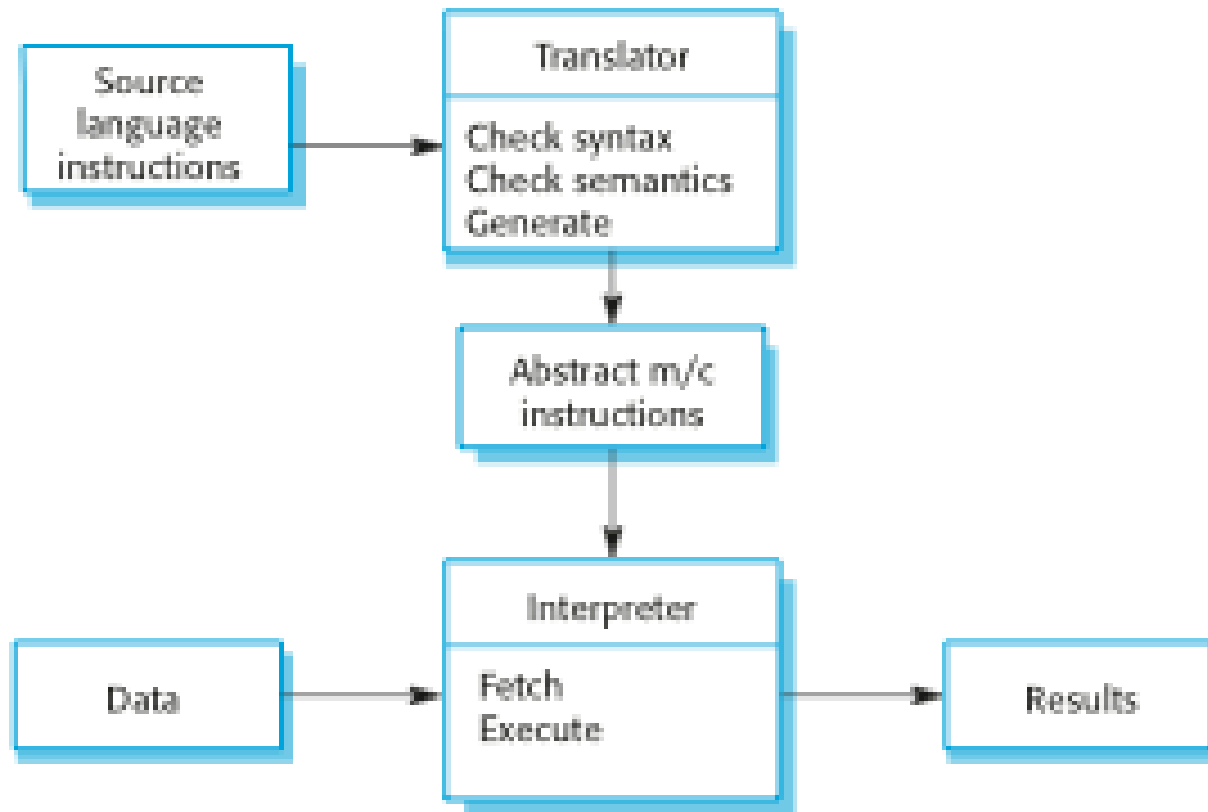 Source
language
instructions
Translator
Check syntax
Check semantics
Generate
Abstract m/c
instructions
Interpreter
Data
Fetch
Execute
Results